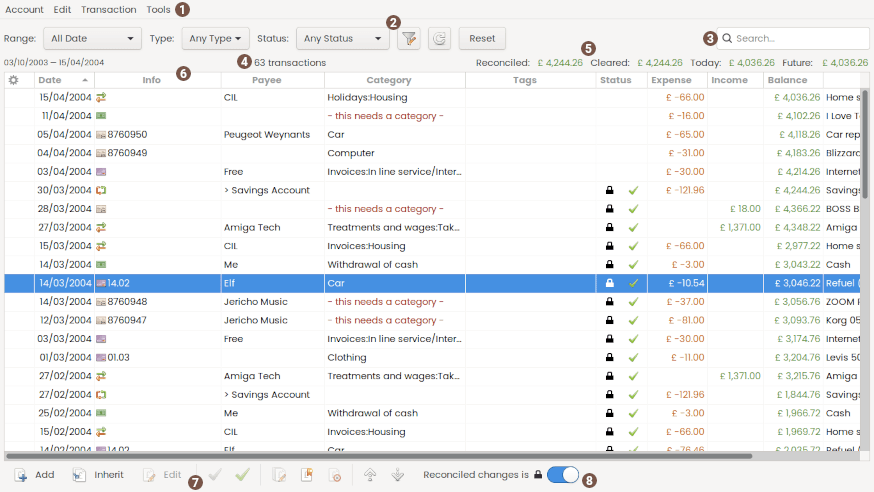 Account Edit Transaction Tools 1
2
Range: All Date Type: Any Type Status: Any Status Reset 3 Search...
03/10/2003 — 15/04/2004 4 63 transactions Reconciled: £ 4,244.26 5 Cleared: £ 4,244.26 Today: £ 4,036.26 Future: £ 4,036.26
6
Date Info Payee Category Tags Status Expense Income Balance
15/04/2004 CIL Holidays:Housing £ -66.00 £ 4,036.26 Home s
11/04/2004 - this needs a category - £ -16.00 £ 4,102.26 I Love T
05/04/2004 8760950 Peugeot Weynants Car £ -65.00 £ 4,118.26 Car rep
04/04/2004 8760949 Computer £ -31.00 £ 4,183.26 Blizzard
03/04/2004 Free Invoices:In line service/Inter... £ -30.00 £ 4,214.26 Internet
30/03/2004 > Savings Account £ -121.96 £ 4,244.26 Savings
28/03/2004 - this needs a category - £ 18.00 £ 4,366.22 BOSS B
27/03/2004 Amiga Tech Treatments and wages:Tak... £ 1,371.00 £ 4,348.22 Amiga
15/03/2004 CIL Invoices:Housing £ -66.00 £ 2,977.22 Home s
14/03/2004 Me Withdrawal of cash £ -3.00 £ 3,043.22 Cash
14/03/2004 14.02 Elf Car £ -10.54 £ 3,046.22 Refuel (
14/03/2004 8760948 Jericho Music - this needs a category - £ -37.00 £ 3,056.76 ZOOM F
12/03/2004 8760947 Jericho Music - this needs a category - £ -81.00 £ 3,093.76 Korg 05
03/03/2004 Free Invoices:In line service/Inter... £ -30.00 £ 3,174.76 Internet
01/03/2004 01.03 Clothing £ -11.00 £ 3,204.76 Levis 50
27/02/2004 Amiga Tech Treatments and wages:Tak... £ 1,371.00 £ 3,215.76 Amiga
27/02/2004 > Savings Account £ -121.96 £ 1,844.76 Savings
25/02/2004 Me Withdrawal of cash £ -3.00 £ 1,966.72 Cash
15/02/2004 CIL Invoices:Housing £ -66.00 £ 1,969.72 Home s
14/02/2004 14.02 Elf Car £ -76.46 £ 2,035.72 Refuel (
Add Inherit Edit 7 Reconciled changes is 8